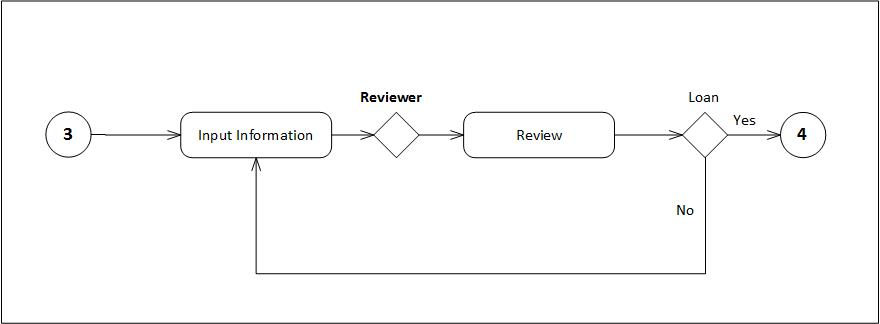 Reviewer
Loan
3
Input Information
Review
Yes
4
No